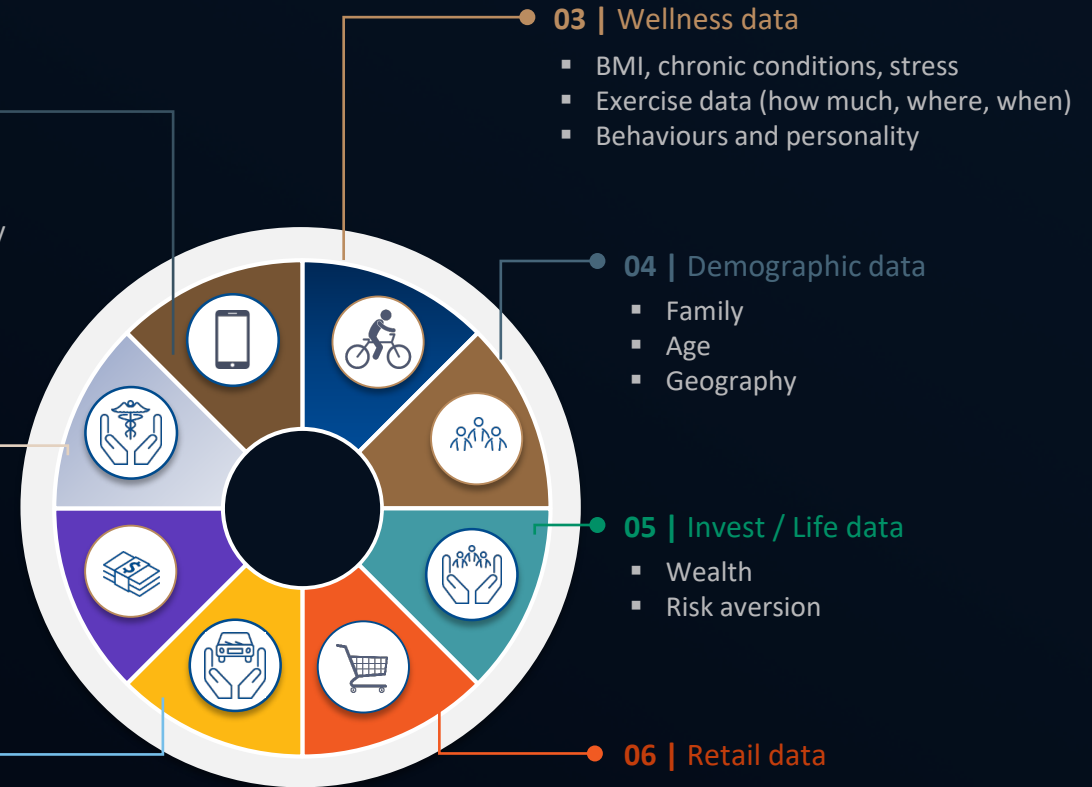 03 | Wellness data
▪ BMI, chronic conditions, stress
▪ Exercise data (how much, where, when)
▪ Behaviours and personality
04 | Demographic data
▪ Family
▪ Age
▪ Geography
05 | Invest / Life data
▪ Wealth
▪ Risk aversion
06 | Retail data